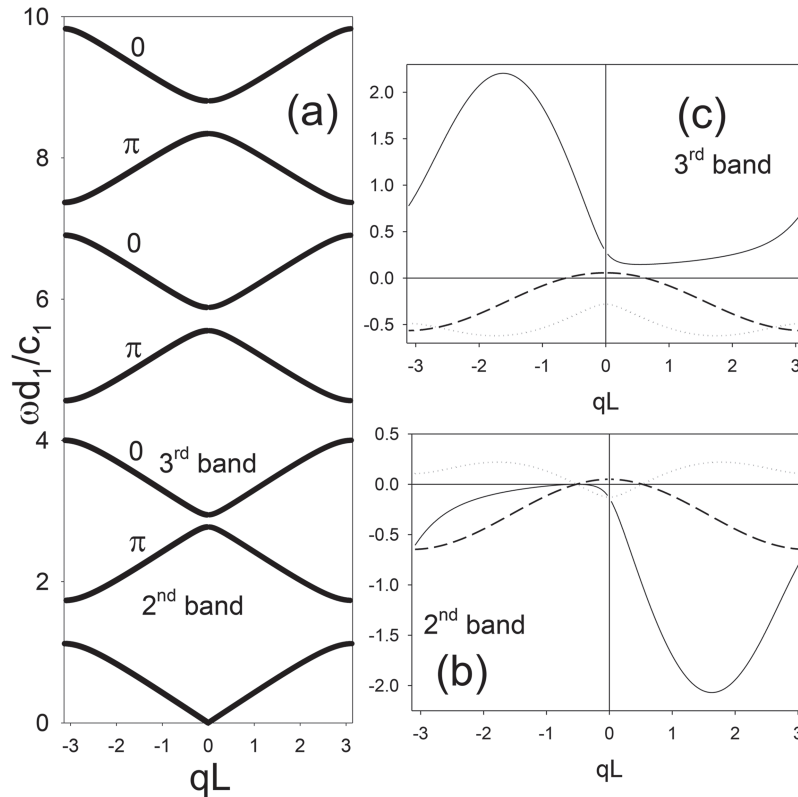 10
8
6
4
2
0
ωd₁/c₁
0
(a)
π
0
π
0
3ʳᵈ band
π
2ⁿᵈ band
-3 -2 -1 0 1 2 3
qL
2.0
1.5
1.0
0.5
0.0
-0.5
(c)
3ʳᵈ band
-3 -2 -1 0 1 2 3
qL
0.5
0.0
-0.5
-1.0
-1.5
-2.0
2ⁿᵈ band
(b)
-3 -2 -1 0 1 2 3
qL